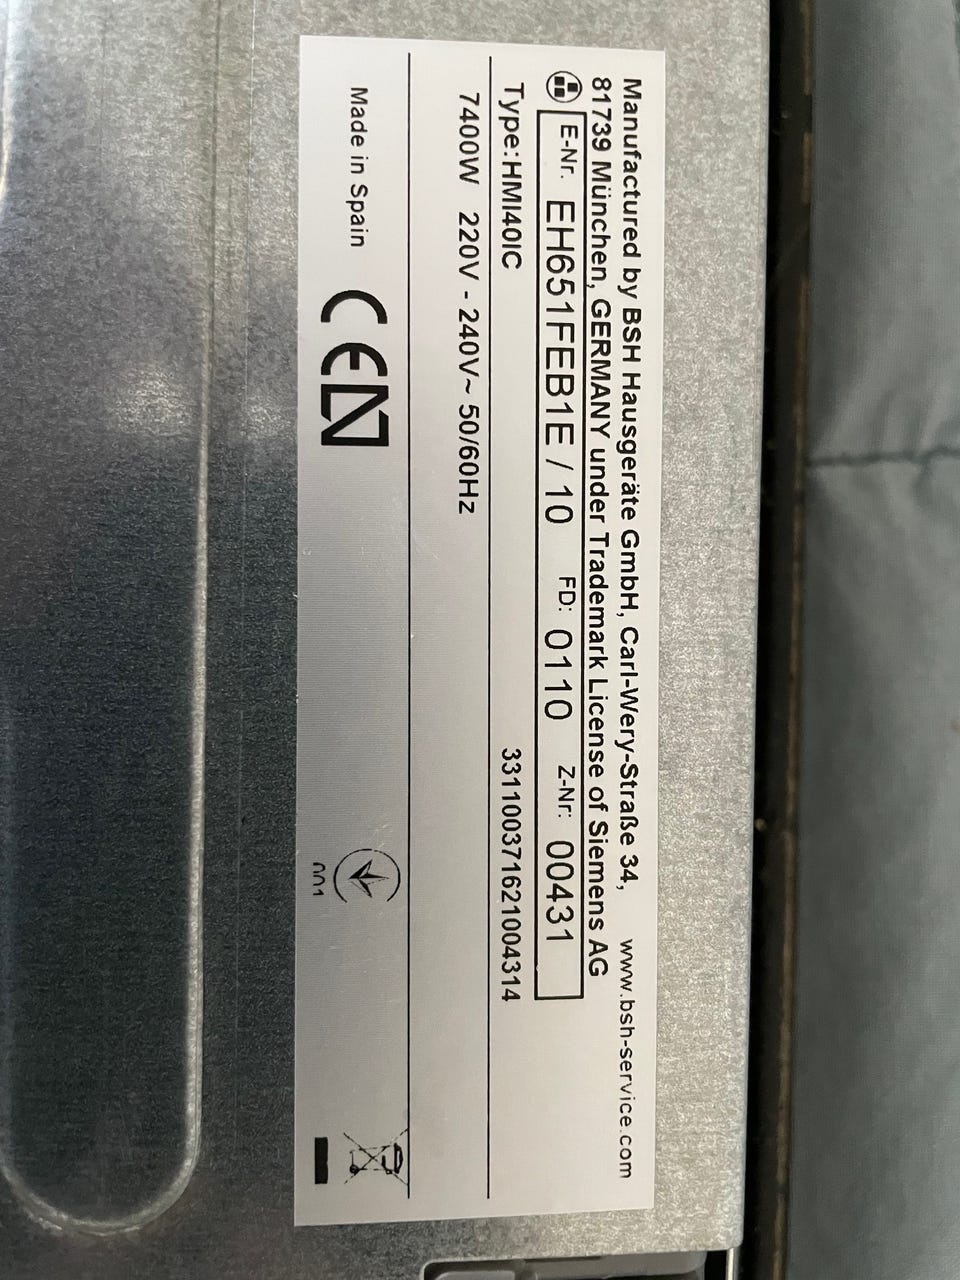 Manufactured by BSH Hausgeräte GmbH, Carl-Wery-Straße 34, www.bsh-service.com
81739 München, GERMANY under Trademark License of Siemens AG
E-Nr. EH651FEB1E / 10 FD: 0110 Z-Nr: 00431
Type:HMI40IC 331100371621004314
7400W 220V - 240V~ 50/60Hz
Made in Spain CE N